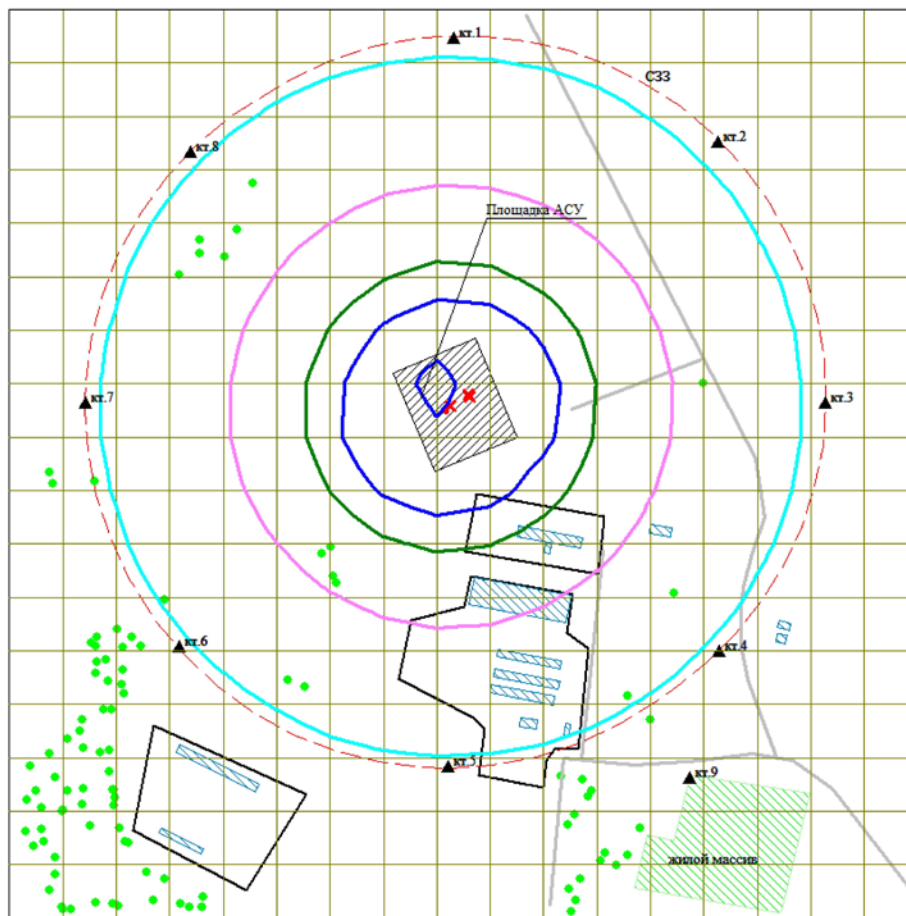 кт.1
СЗЗ
кт.2
кт.8
Площадка АСУ
кт.7
кт.3
кт.6
кт.4
кт.5
кт.9
жилой массив